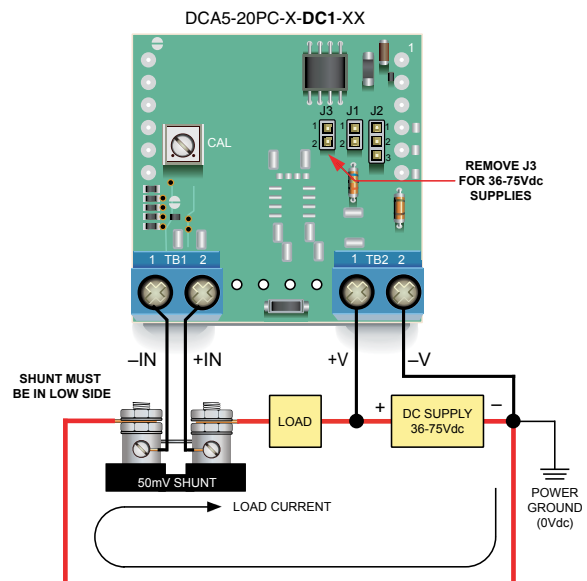 DCA5-20PC-X-DC1-XX
1
J3 J1 J2
1 1 1
2 2 2
3
CAL
REMOVE J3
FOR 36-75Vdc
SUPPLIES
1 TB1 2
1 TB2 2
–IN +IN +V –V
SHUNT MUST
BE IN LOW SIDE
LOAD
+ –
DC SUPPLY
36-75Vdc
50mV SHUNT
LOAD CURRENT
POWER
GROUND
(0Vdc)